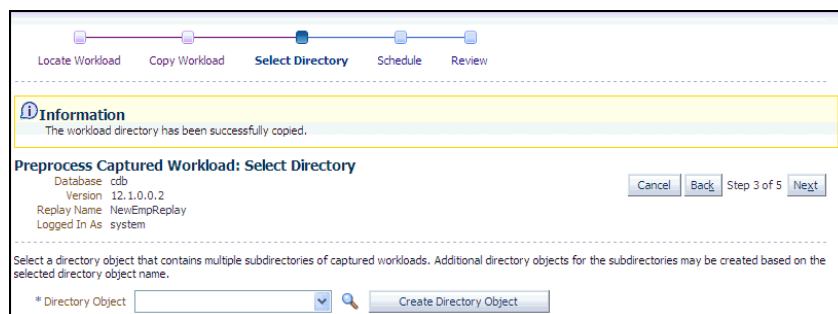 Locate Workload Copy Workload Select Directory Schedule Review
Information
The workload directory has been successfully copied.
Preprocess Captured Workload: Select Directory
Database cdb
Version 12.1.0.0.2
Replay Name NewEmpReplay
Logged In As system
Cancel Back Step 3 of 5 Next
Select a directory object that contains multiple subdirectories of captured workloads. Additional directory objects for the subdirectories may be created based on the
selected directory object name.
* Directory Object Create Directory Object